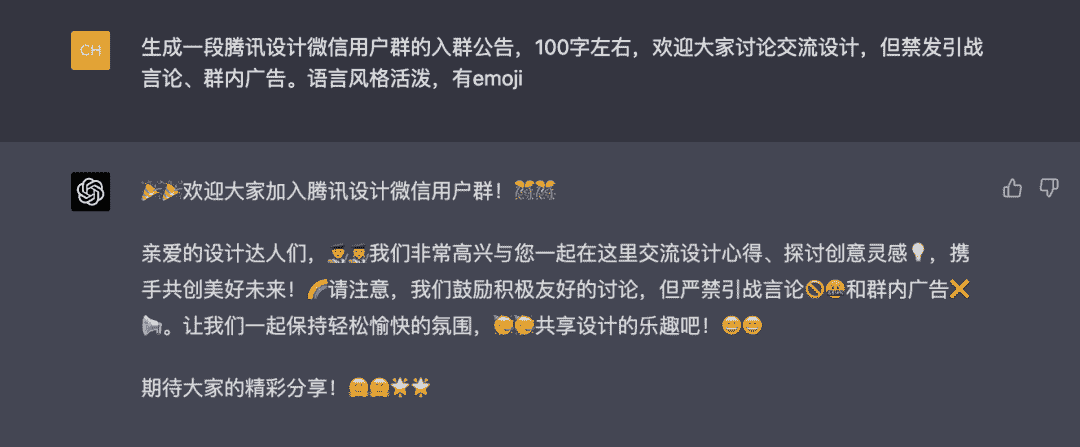 CH
生成一段腾讯设计微信用户群的入群公告，100字左右，欢迎大家讨论交流设计，但禁发引战
言论、群内广告。语言风格活泼，有emoji
🎉🎉欢迎大家加入腾讯设计微信用户群！🎊🎊
亲爱的设计达人们，👩‍🎨👨‍🎨我们非常高兴与您一起在这里交流设计心得、探讨创意灵感💡，携
手共创美好未来！🌈请注意，我们鼓励积极友好的讨论，但严禁引战言论🚫😡和群内广告❌
📢。让我们一起保持轻松愉快的氛围，🥳🥳共享设计的乐趣吧！😄😄
期待大家的精彩分享！🤗🤗🌟🌟